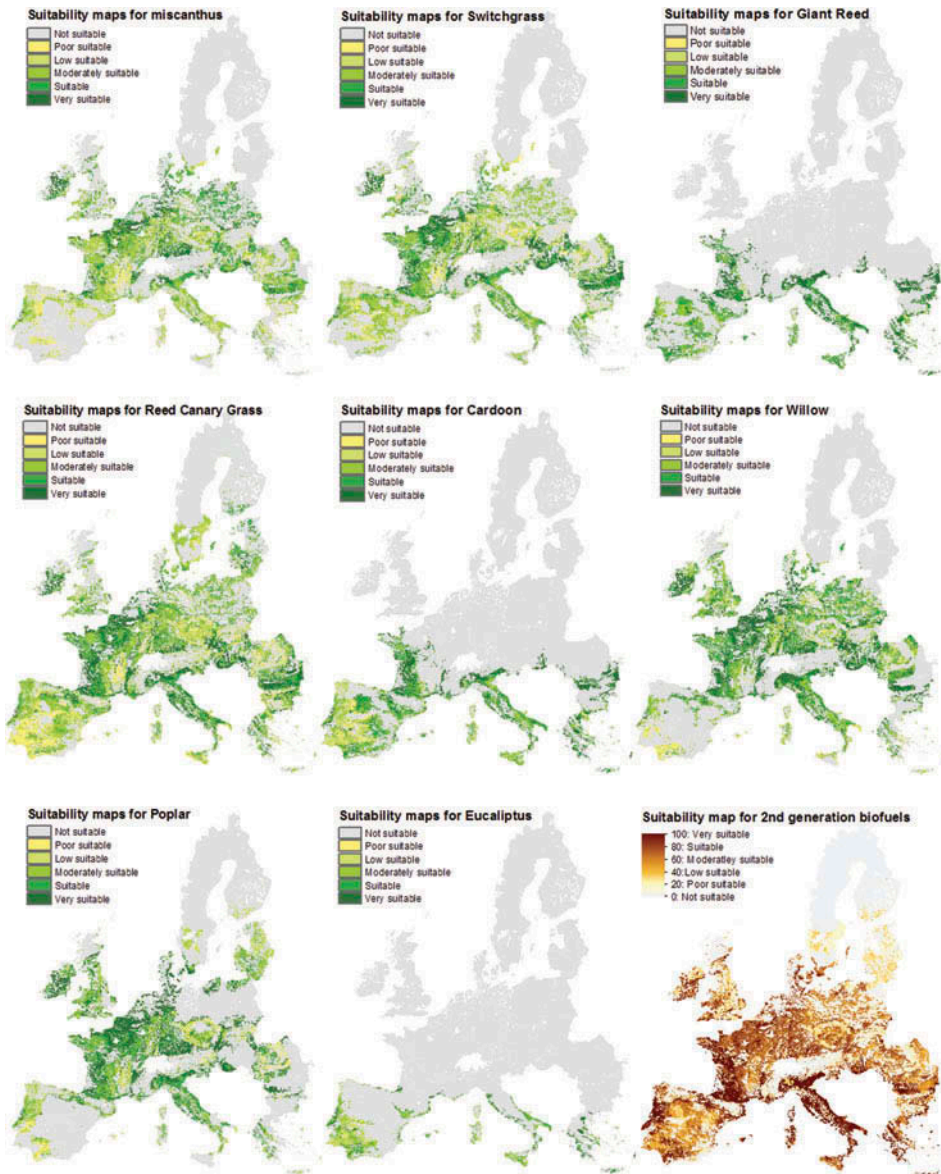 Suitability maps for miscanthus
Not suitable
Poor suitable
Low suitable
Moderately suitable
Suitable
Very suitable
Suitability maps for Switchgrass
Not suitable
Poor suitable
Low suitable
Moderately suitable
Suitable
Very suitable
Suitability maps for Giant Reed
Not suitable
Poor suitable
Low suitable
Moderately suitable
Suitable
Very suitable
Suitability maps for Reed Canary Grass
Not suitable
Poor suitable
Low suitable
Moderately suitable
Suitable
Very suitable
Suitability maps for Cardoon
Not suitable
Poor suitable
Low suitable
Moderately suitable
Suitable
Very suitable
Suitability maps for Willow
Not suitable
Poor suitable
Low suitable
Moderately suitable
Suitable
Very suitable
Suitability maps for Poplar
Not suitable
Poor suitable
Low suitable
Moderately suitable
Suitable
Very suitable
Suitability maps for Eucaliptus
Not suitable
Poor suitable
Low suitable
Moderately suitable
Suitable
Very suitable
Suitability map for 2nd generation biofuels
100: Very suitable
80: Suitable
60: Moderatley suitable
40:Low suitable
20: Poor suitable
0: Not suitable